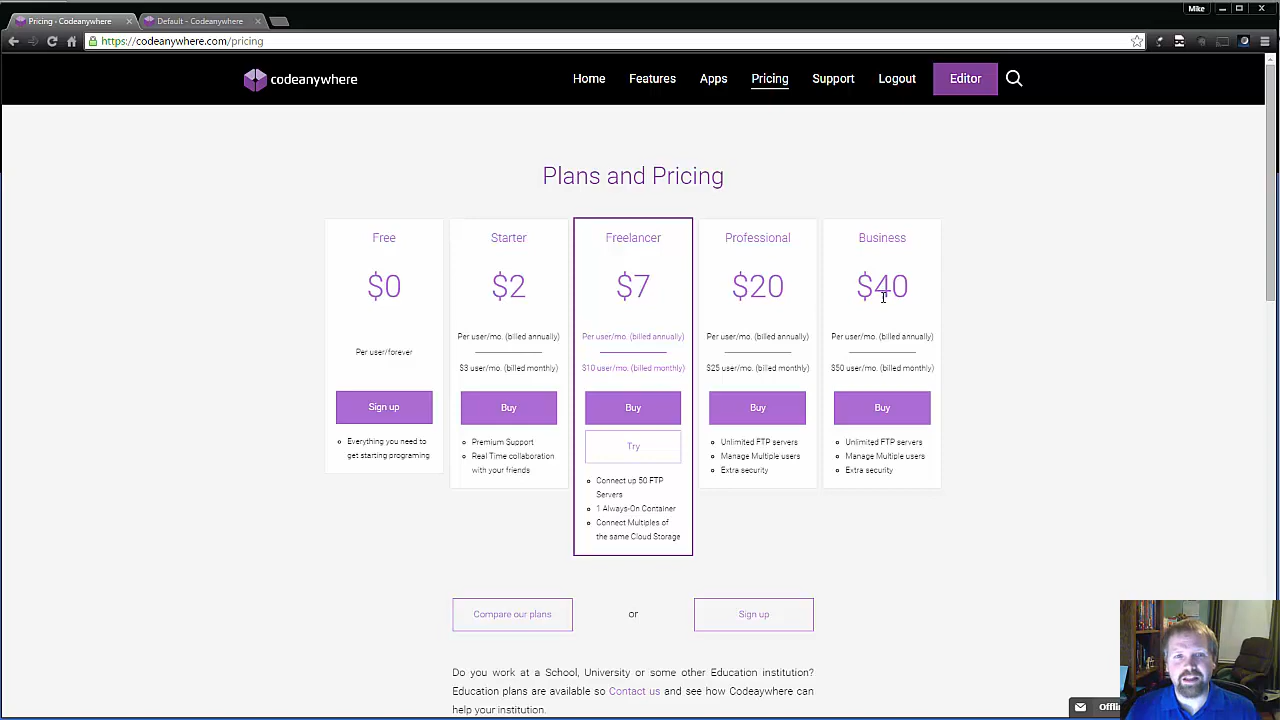 Mike
Pricing - Codeanywhere
Default - Codeanywhere
https://codeanywhere.com/pricing
codeanywhere
Home
Features
Apps
Pricing
Support
Logout
Editor
Plans and Pricing
Free
$0
Per user/forever
Sign up
Everything you need to
get starting programing
Starter
$2
Per user/mo. (billed annually)
$3 user/mo. (billed monthly)
Buy
Premium Support
Real Time collaboration
with your friends
Freelancer
$7
Per user/mo. (billed annually)
$10 user/mo. (billed monthly)
Buy
Try
Connect up 50 FTP
Servers
1 Always-On Container
Connect Multiples of
the same Cloud Storage
Professional
$20
Per user/mo. (billed annually)
$25 user/mo. (billed monthly)
Buy
Unlimited FTP servers
Manage Multiple users
Extra security
Business
$40
Per user/mo. (billed annually)
$50 user/mo. (billed monthly)
Buy
Unlimited FTP servers
Manage Multiple users
Extra security
Compare our plans
or
Sign up
Do you work at a School, University or some other Education institution?
Education plans are available so Contact us and see how Codeaywhere can
help your institution.